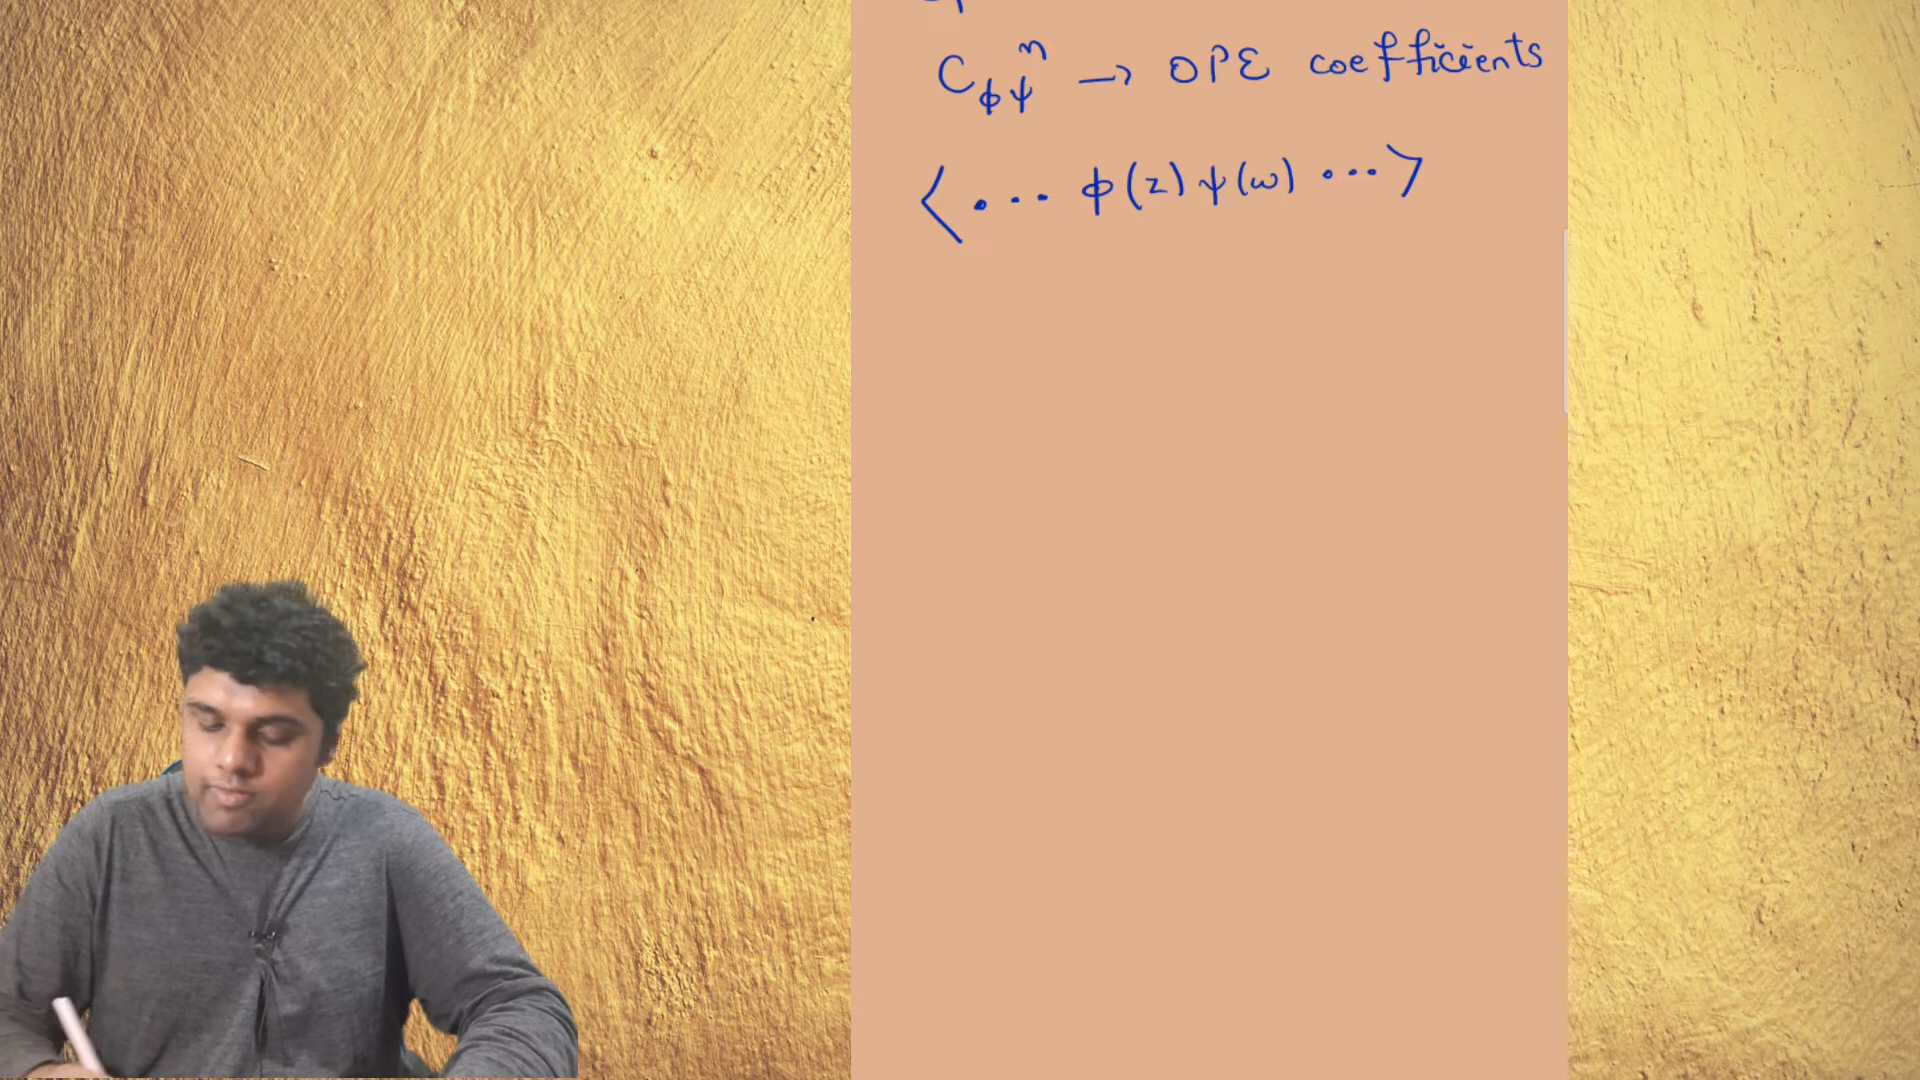 C_{ϕψ}^{η} → OPE coefficients
⟨ ... ϕ(z) ψ(ω) ... ⟩